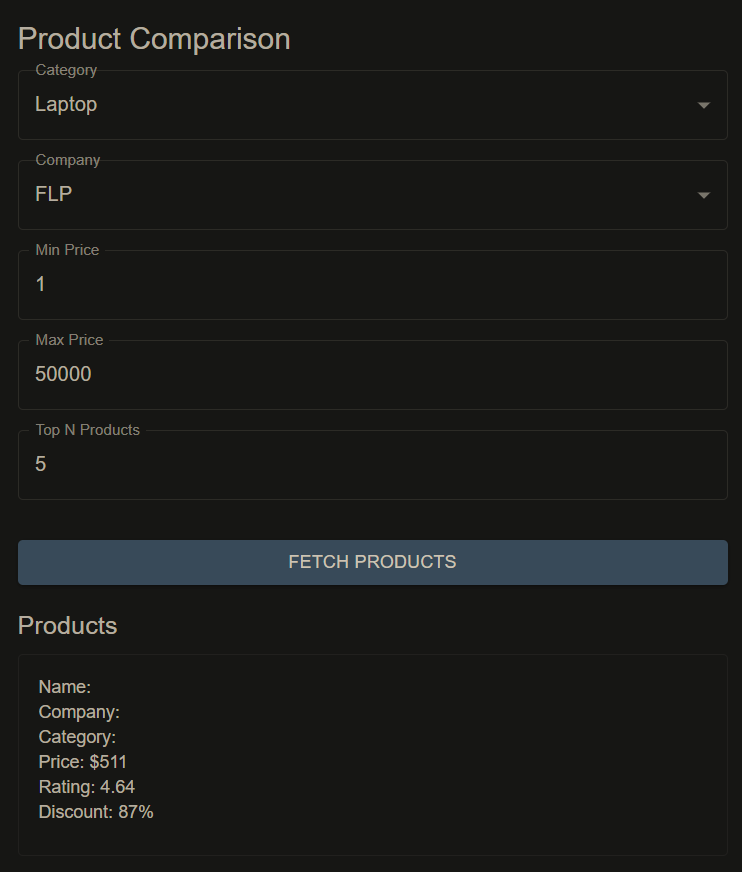 Product Comparison
Category
Laptop
Company
FLP
Min Price
1
Max Price
50000
Top N Products
5
FETCH PRODUCTS
Products
Name:
Company:
Category:
Price: $511
Rating: 4.64
Discount: 87%